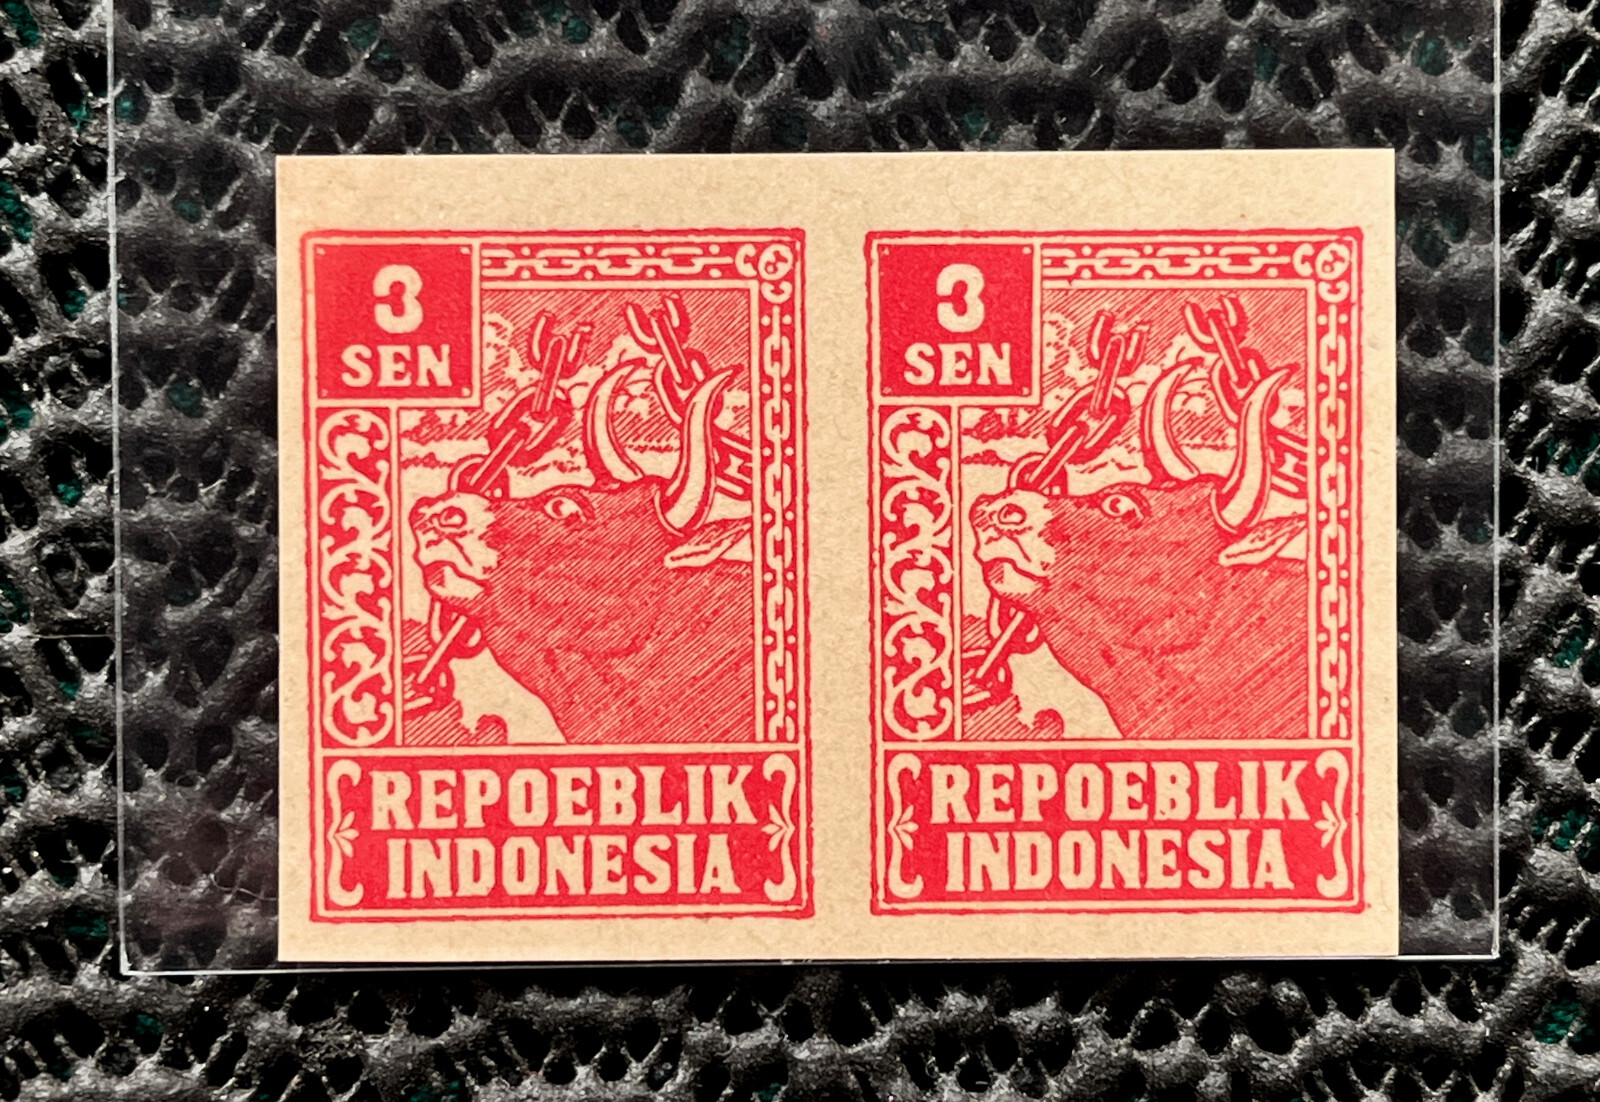 3
SEN
REPOEBLIK
INDONESIA
3
SEN
REPOEBLIK
INDONESIA